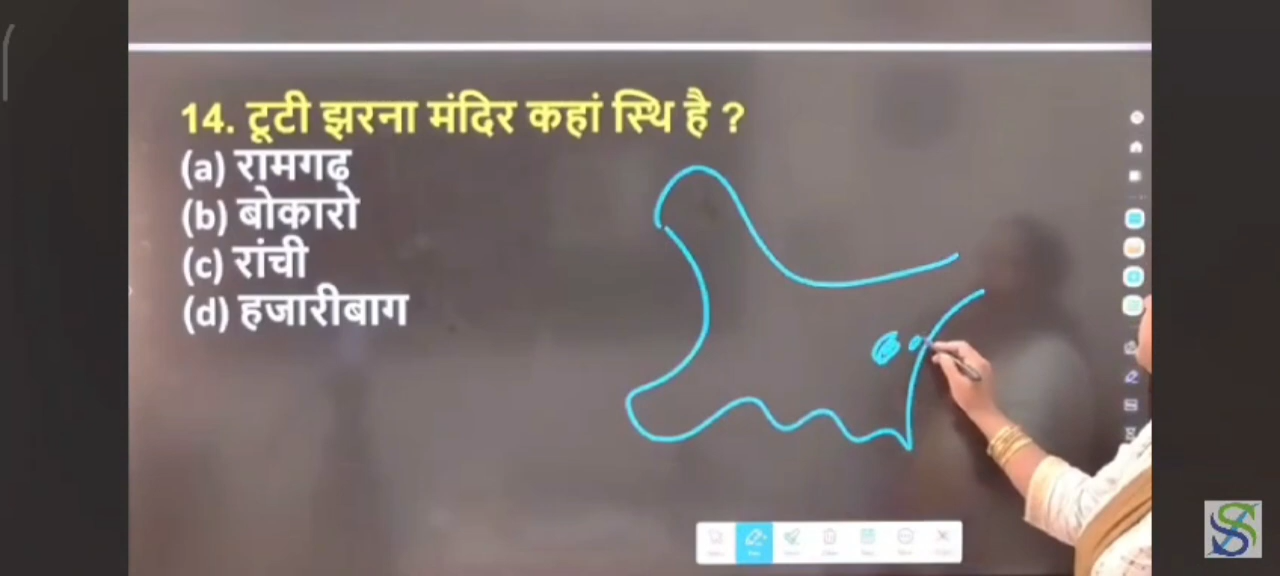 14. टूटी झरना मंदिर कहां स्थि है ?
(a) रामगढ़
(b) बोकारो
(c) रांची
(d) हजारीबाग